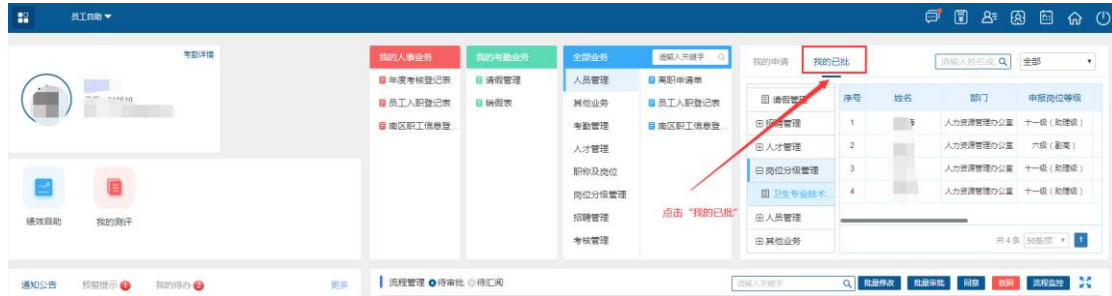 员工自助
考勤详情
绩效自助
我的测评
我的人事业务
年度考核登记表
员工入职登记表
南区职工信息登...
我的考勤业务
请假管理
销假表
全部业务
请输入关键字
人员管理
其他业务
考勤管理
人才管理
职称及岗位
岗位分级管理
招聘管理
考核管理
离职申请单
员工入职登记表
南区职工信息登...
点击“我的已批”
我的申请
我的已批
请输入姓名或
全部
请假管理
招聘管理
人才管理
岗位分级管理
卫生专业技术...
人员管理
其他业务
序号 姓名 部门 申报岗位等级
1 人力资源管理办公室 十一级（助理级）
2 人力资源管理办公室 六级（副高）
3 人力资源管理办公室 十一级（助理级）
4 人力资源管理办公室 十一级（助理级）
共 4 条 50条/页 1
通知公告 预警提示 1 我的待办 2 更多
流程管理 待审批 待汇阅
请输入关键字
批量修改 批量审批 同意 驳回 流程监控